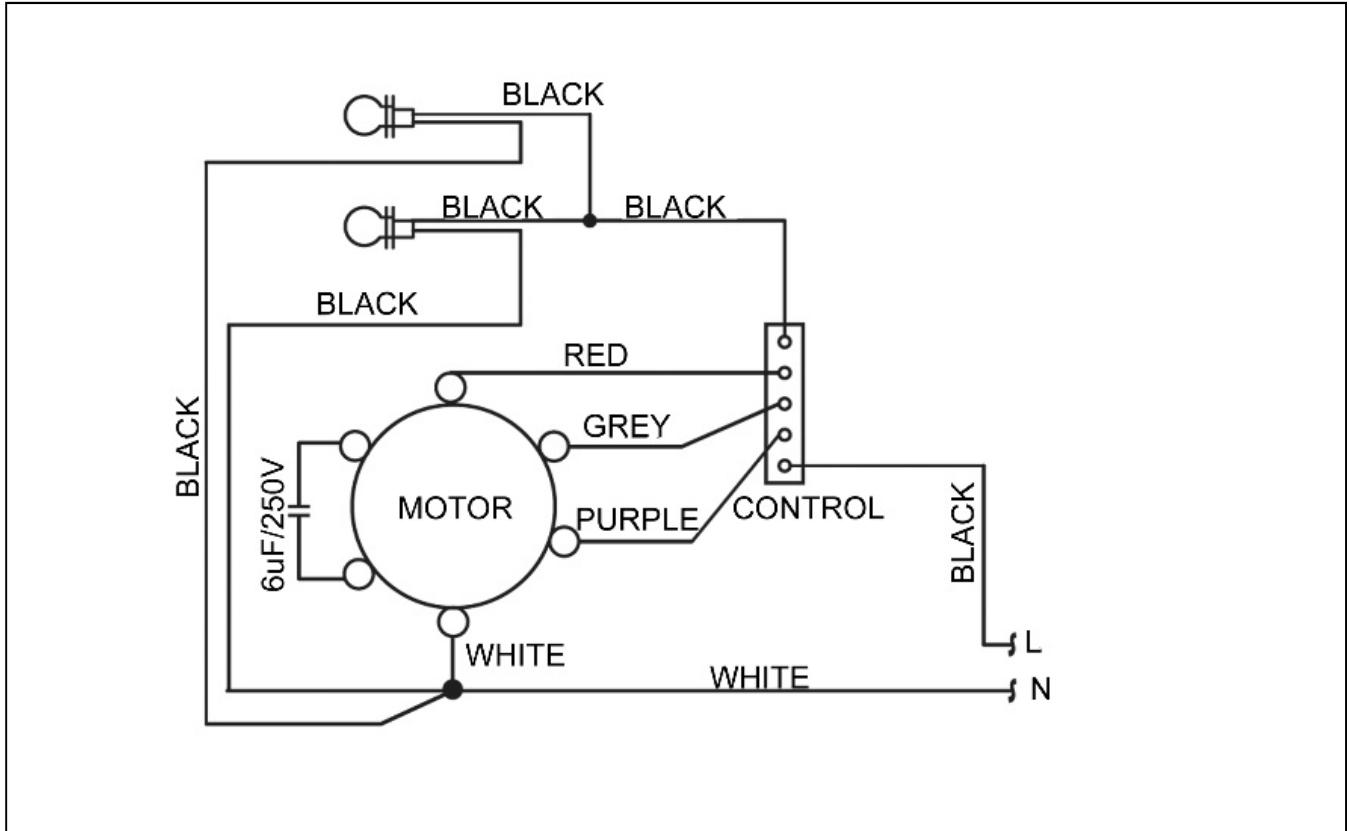 BLACK
BLACK
BLACK
BLACK
RED
GREY
BLACK
6uF/250V
MOTOR
PURPLE
CONTROL
BLACK
WHITE
L
WHITE
N